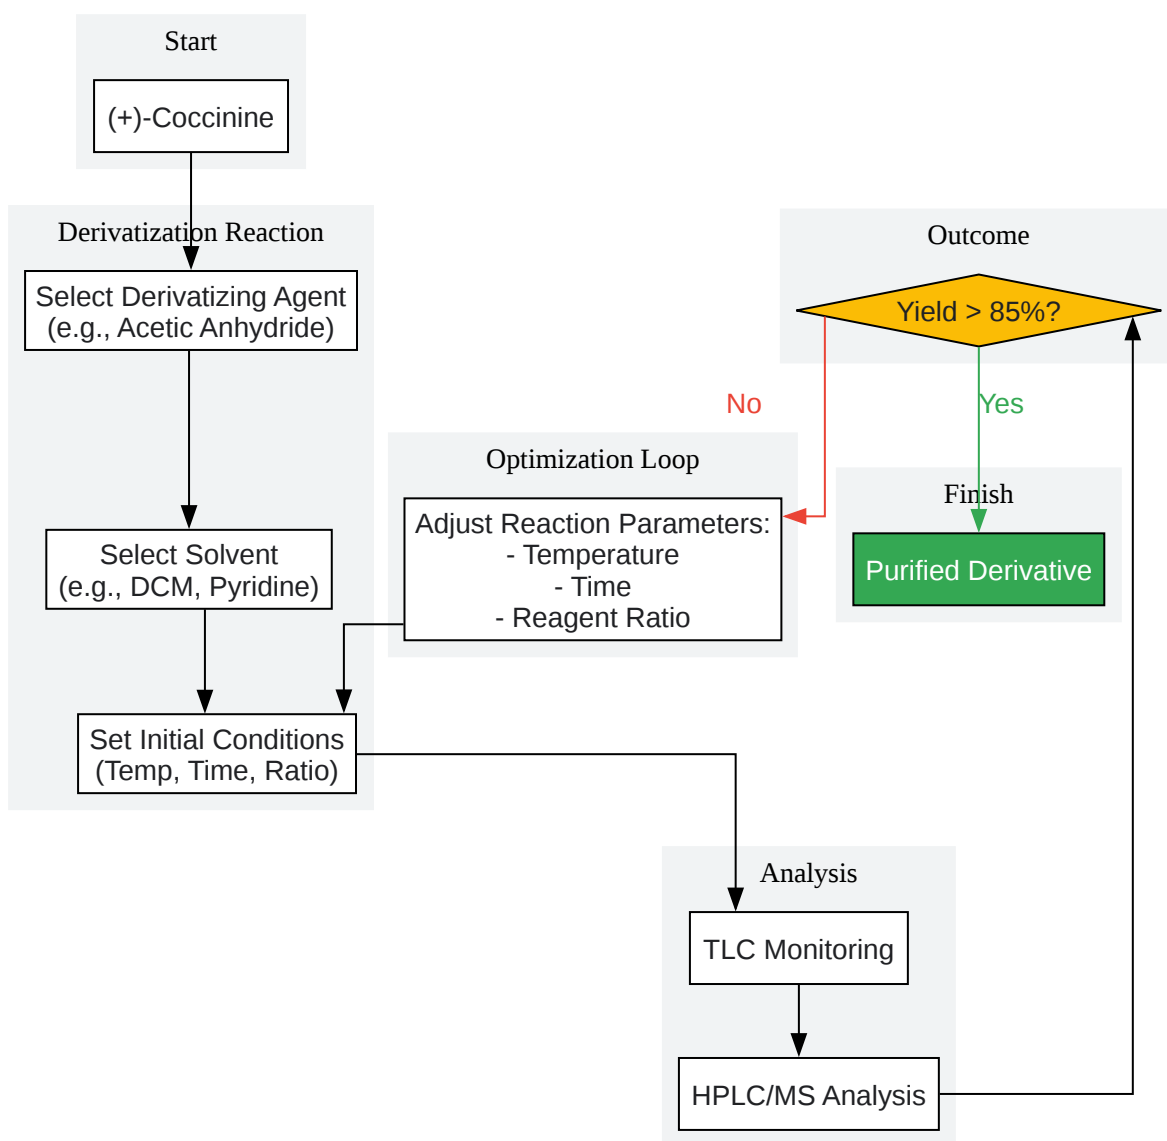 Start
(+)-Coccinine
Derivatization Reaction
Select Derivatizing Agent
(e.g., Acetic Anhydride)
Select Solvent
(e.g., DCM, Pyridine)
Set Initial Conditions
(Temp, Time, Ratio)
Optimization Loop
Adjust Reaction Parameters:
- Temperature
- Time
- Reagent Ratio
Outcome
Yield > 85%?
No
Yes
Finish
Purified Derivative
Analysis
TLC Monitoring
HPLC/MS Analysis